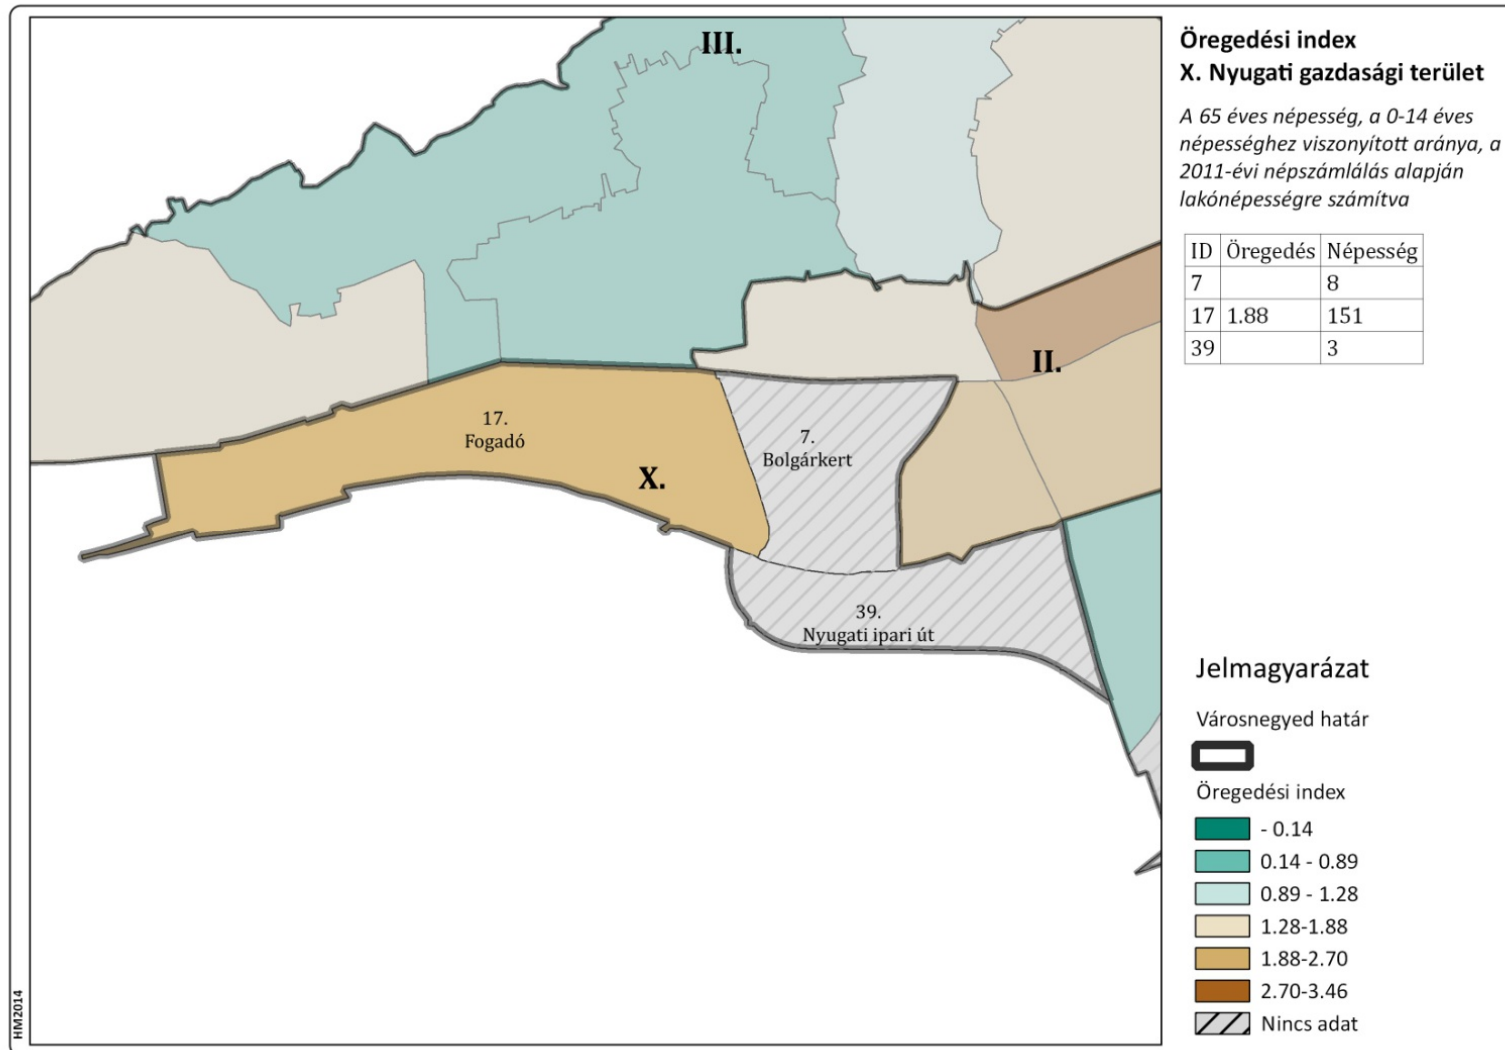 III.
II.
17.
Fogadó
X.
7.
Bolgárkert
39.
Nyugati ipari út
HM2014
Öregedési index
X. Nyugati gazdasági terület
A 65 éves népesség, a 0-14 éves
népességhez viszonyított aránya, a
2011-évi népszámlálás alapján
lakónépességre számítva
ID Öregedés Népesség
7 8
17 1.88 151
39 3
Jelmagyarázat
Városnegyed határ
Öregedési index
- 0.14
0.14 - 0.89
0.89 - 1.28
1.28-1.88
1.88-2.70
2.70-3.46
Nincs adat